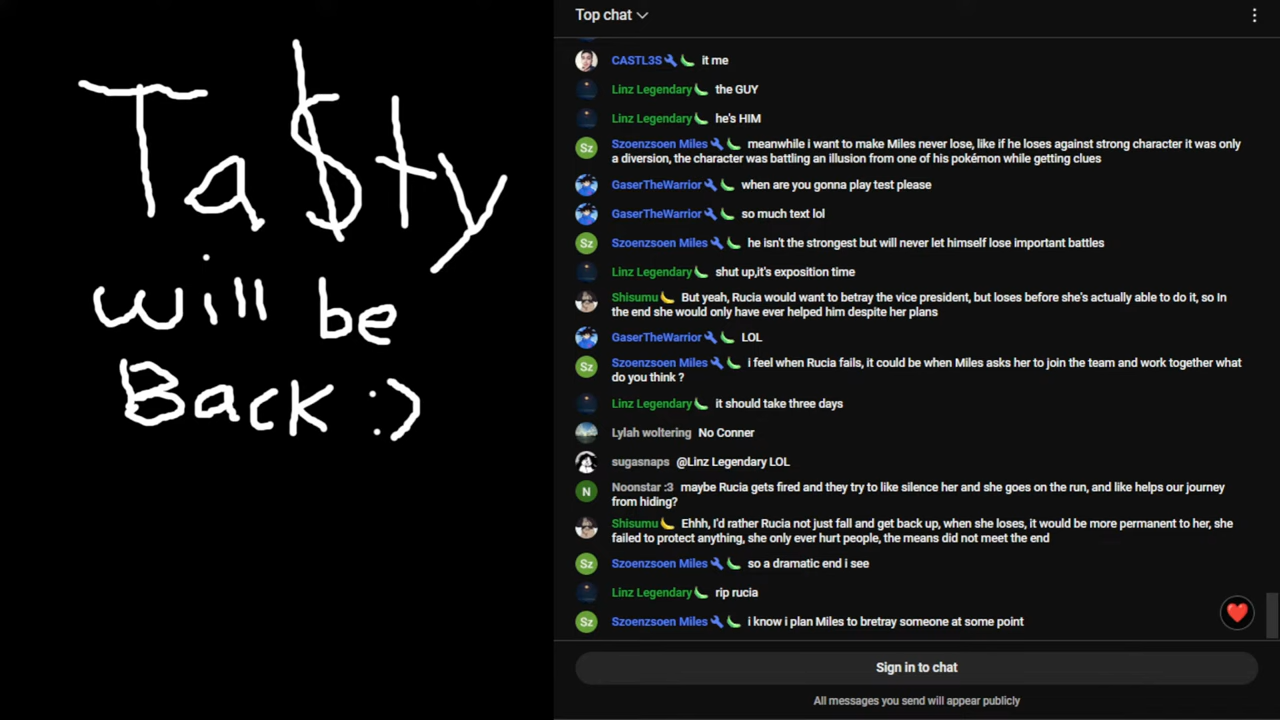 Ta$ty
will be
Back :)
Top chat
CASTL3S it me
Linz Legendary the GUY
Linz Legendary he's HIM
Sz
Szoenzsoen Miles meanwhile i want to make Miles never lose, like if he loses against strong character it was only
a diversion, the character was battling an illusion from one of his pokémon while getting clues
GaserTheWarrior when are you gonna play test please
GaserTheWarrior so much text lol
Sz Szoenzsoen Miles he isn't the strongest but will never let himself lose important battles
Linz Legendary shut up,it's exposition time
Shisumu But yeah, Rucia would want to betray the vice president, but loses before she's actually able to do it, so In
the end she would only have ever helped him despite her plans
GaserTheWarrior LOL
Sz
Szoenzsoen Miles i feel when Rucia fails, it could be when Miles asks her to join the team and work together what
do you think ?
Linz Legendary it should take three days
Lylah woltering No Conner
sugasnaps @Linz Legendary LOL
N
Noonstar :3 maybe Rucia gets fired and they try to like silence her and she goes on the run, and like helps our journey
from hiding?
Shisumu Ehhh, I'd rather Rucia not just fall and get back up, when she loses, it would be more permanent to her, she
failed to protect anything, she only ever hurt people, the means did not meet the end
Sz Szoenzsoen Miles so a dramatic end i see
Linz Legendary rip rucia
Sz Szoenzsoen Miles i know i plan Miles to bretray someone at some point
Sign in to chat
All messages you send will appear publicly